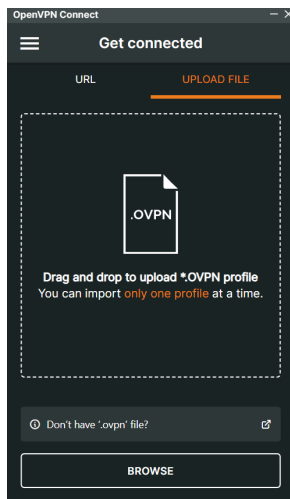 OpenVPN Connect
Get connected
URL
UPLOAD FILE
.OVPN
Drag and drop to upload *.OVPN profile
You can import only one profile at a time.
Don't have '.ovpn' file?
BROWSE